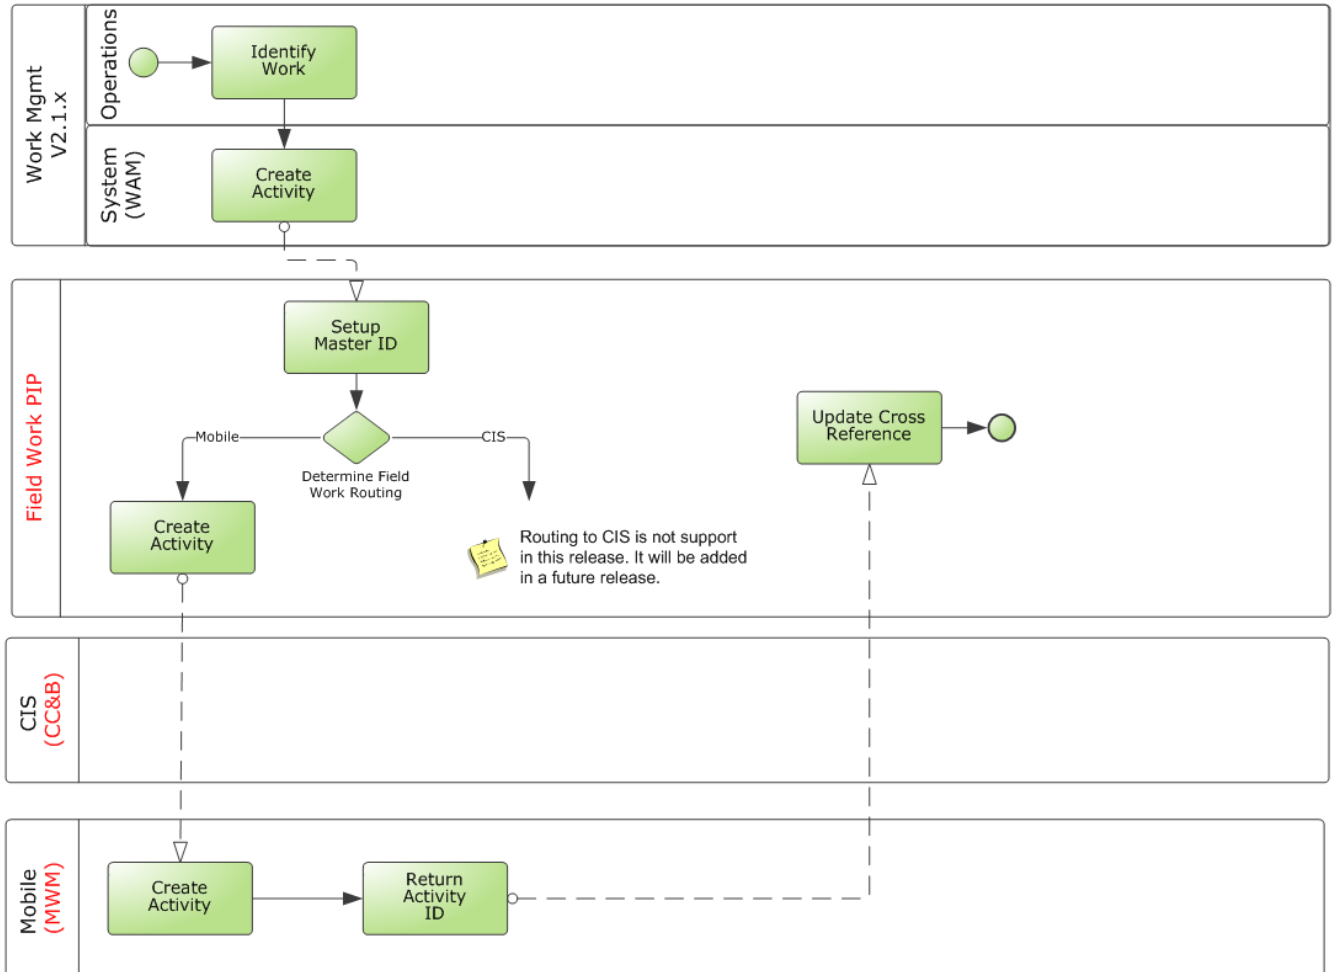 Work Mgmt
V2.1.x
Operations
Identify
Work
System
(WAM)
Create
Activity
Field Work PIP
Setup
Master ID
Mobile
CIS
Determine Field
Work Routing
Create
Activity
Routing to CIS is not support
in this release. It will be added
in a future release.
Update Cross
Reference
CIS
(CC&B)
Mobile
(MWM)
Create
Activity
Return
Activity
ID